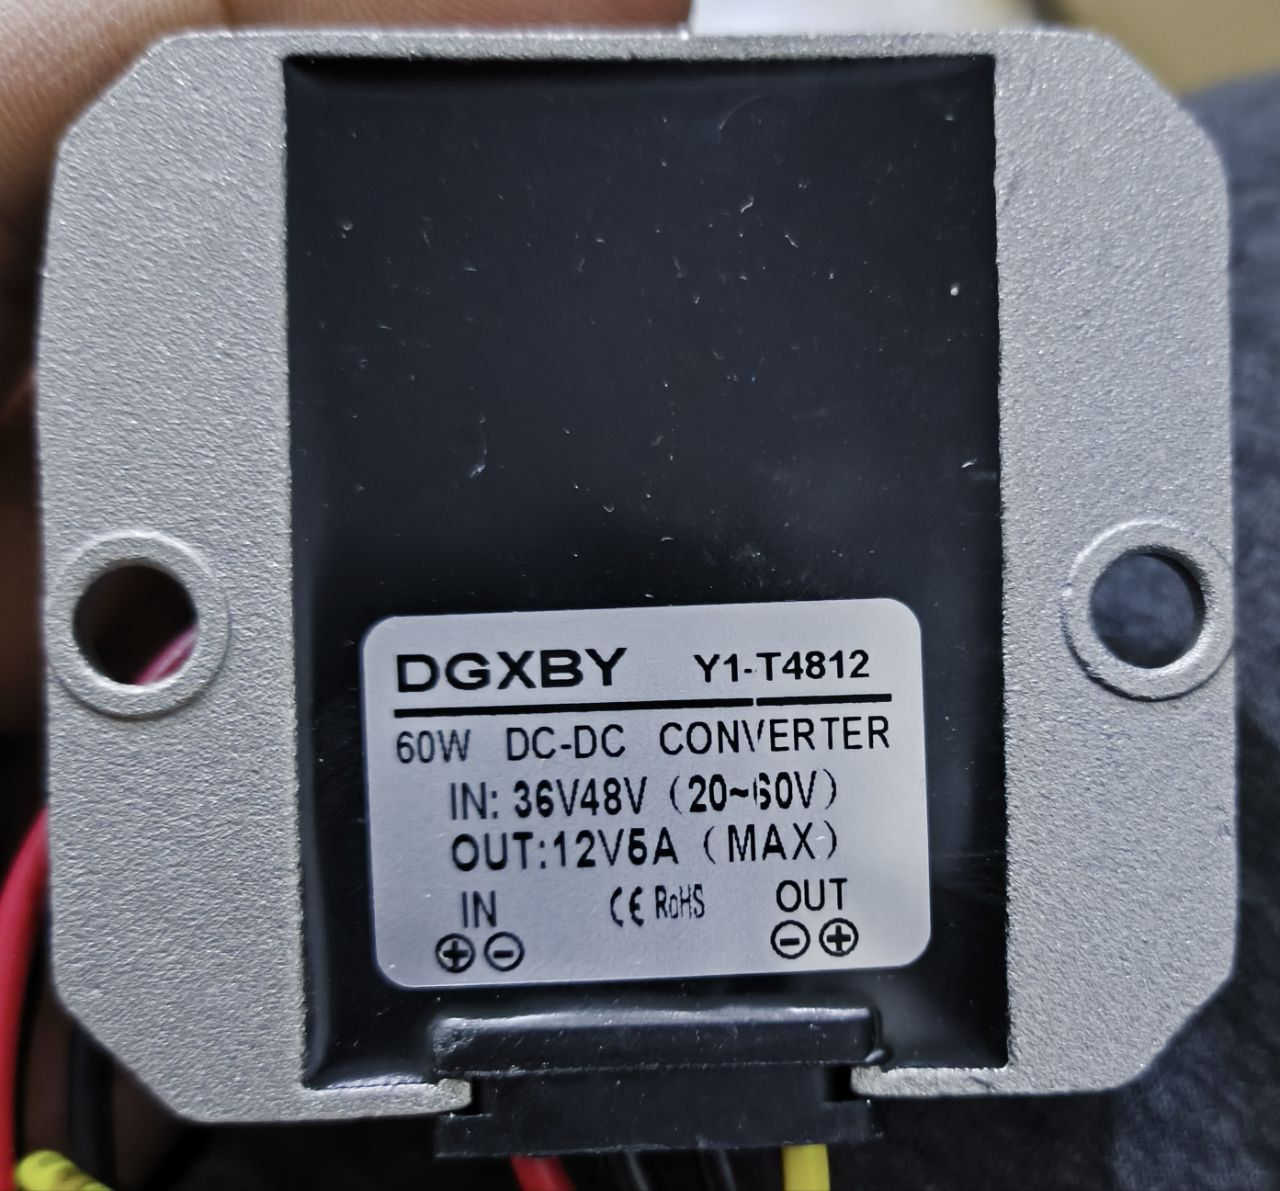 DGXBY Y1-T4812
60W DC-DC CONVERTER
IN: 36V48V (20~60V)
OUT:12V5A (MAX)
IN CE RoHS OUT
⊕ ⊖ ⊖ ⊕